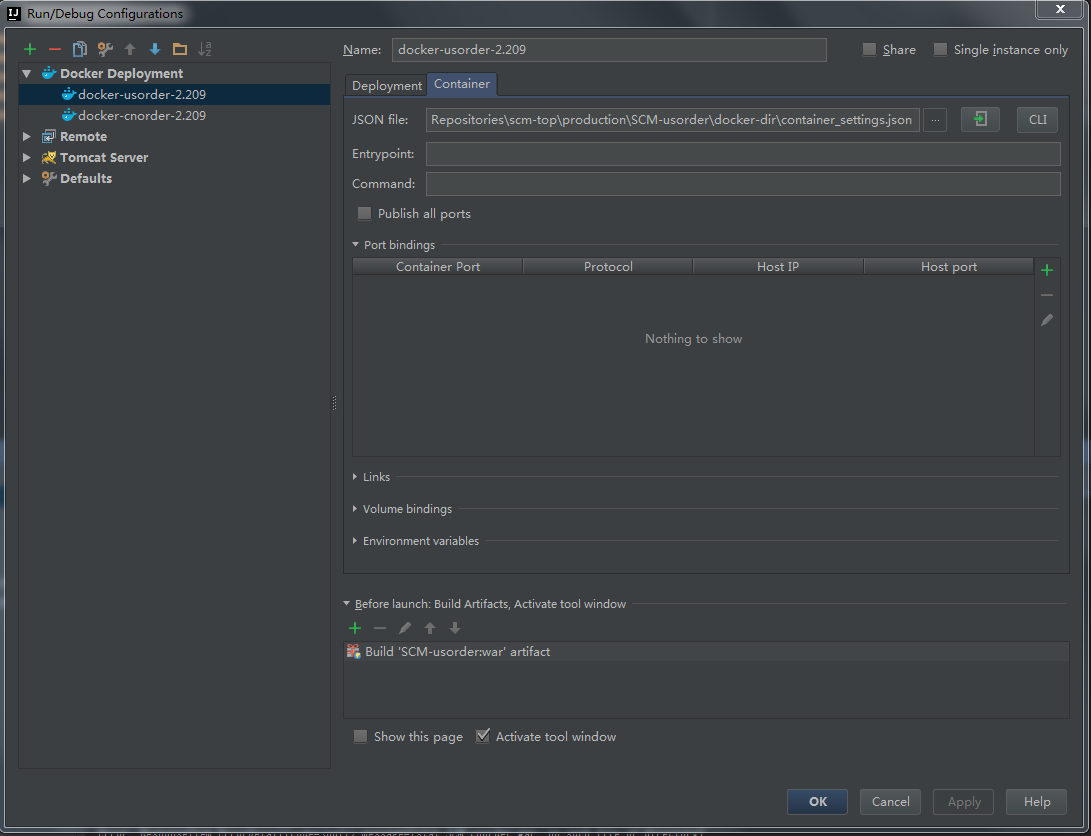 Run/Debug Configurations
Name: docker-usorder-2.209 Share Single instance only
Docker Deployment
docker-usorder-2.209
docker-cnorder-2.209
Remote
Tomcat Server
Defaults
Deployment Container
JSON file: Repositories\scm-top\production\SCM-usorder\docker-dir\container_settings.json ... CLI
Entrypoint:
Command:
Publish all ports
Port bindings
Container Port Protocol Host IP Host port
Nothing to show
Links
Volume bindings
Environment variables
Before launch: Build Artifacts, Activate tool window
Build 'SCM-usorder:war' artifact
Show this page Activate tool window
OK Cancel Apply Help